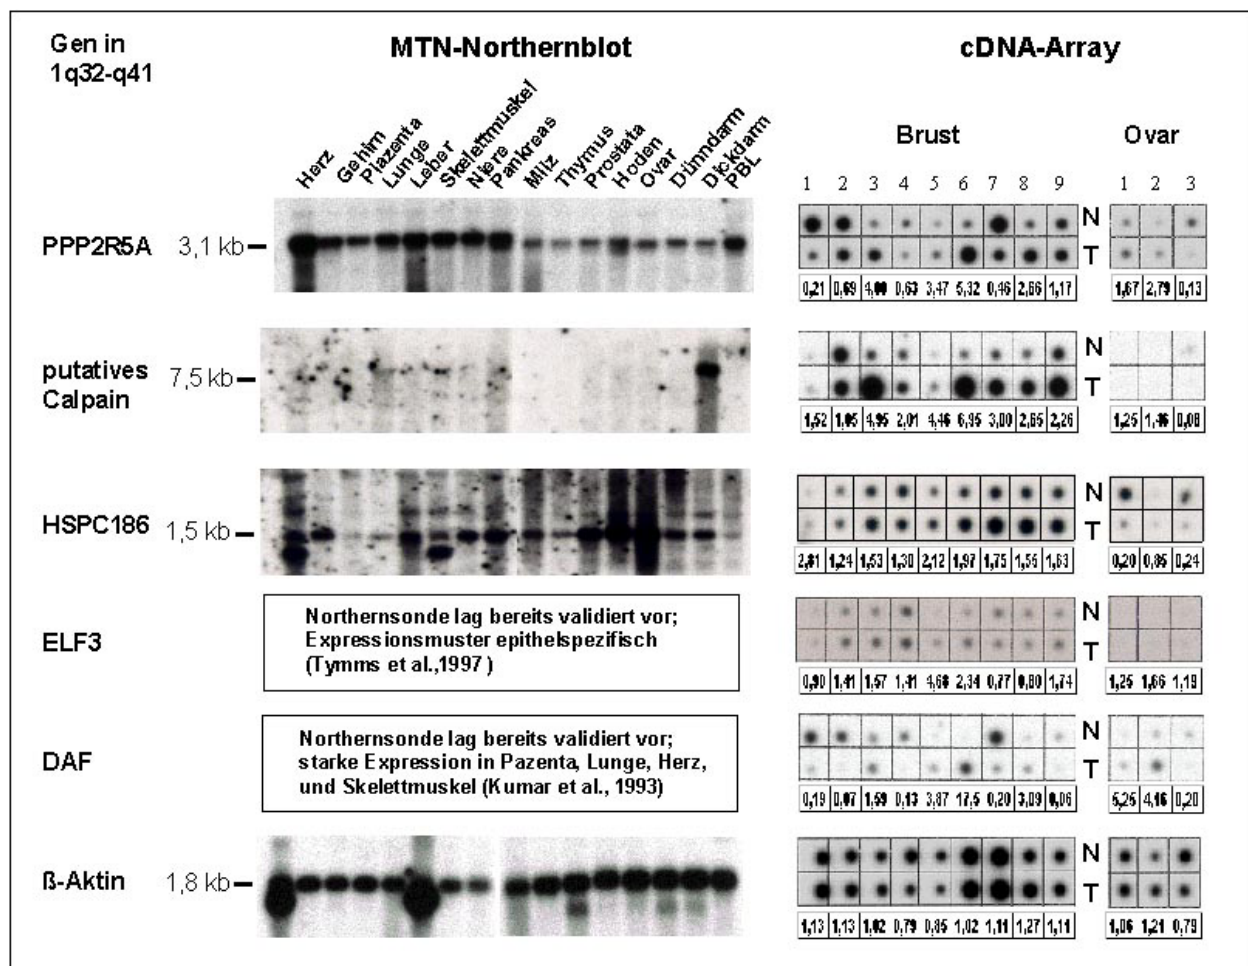 Gen in
1q32-q41
MTN-Northernblot
cDNA-Array
Herz
Gehirn
Plazenta
Lunge
Leber
Skelettmuskel
Niere
Pankreas
Milz
Thymus
Prostata
Hoden
Ovar
Dünndarm
Dickdarm
PBL
Brust
Ovar
1 2 3 4 5 6 7 8 9
1 2 3
PPP2R5A
3,1 kb
N
T
0,21 0,69 4,00 0,63 3,47 5,32 0,46 2,66 1,17
1,67 2,79 0,13
putatives
Calpain
7,5 kb
N
T
1,52 1,05 4,95 2,01 4,46 6,95 3,00 2,65 2,26
1,25 1,46 0,08
HSPC186
1,5 kb
N
T
2,81 1,24 1,53 1,30 2,12 1,97 1,75 1,55 1,63
0,20 0,85 0,24
ELF3
Northernsonde lag bereits validiert vor;
Expressionsmuster epithelspezifisch
(Tymms et al.,1997 )
N
T
0,90 1,41 1,57 1,41 4,68 2,34 0,77 0,80 1,74
1,25 1,66 1,19
DAF
Northernsonde lag bereits validiert vor;
starke Expression in Pazenta, Lunge, Herz,
und Skelettmuskel (Kumar et al., 1993)
N
T
0,19 0,07 1,59 0,13 3,87 17,5 0,20 3,09 0,06
5,25 4,16 0,20
ß-Aktin
1,8 kb
N
T
1,13 1,13 1,02 0,79 0,85 1,02 1,11 1,27 1,11
1,06 1,21 0,79